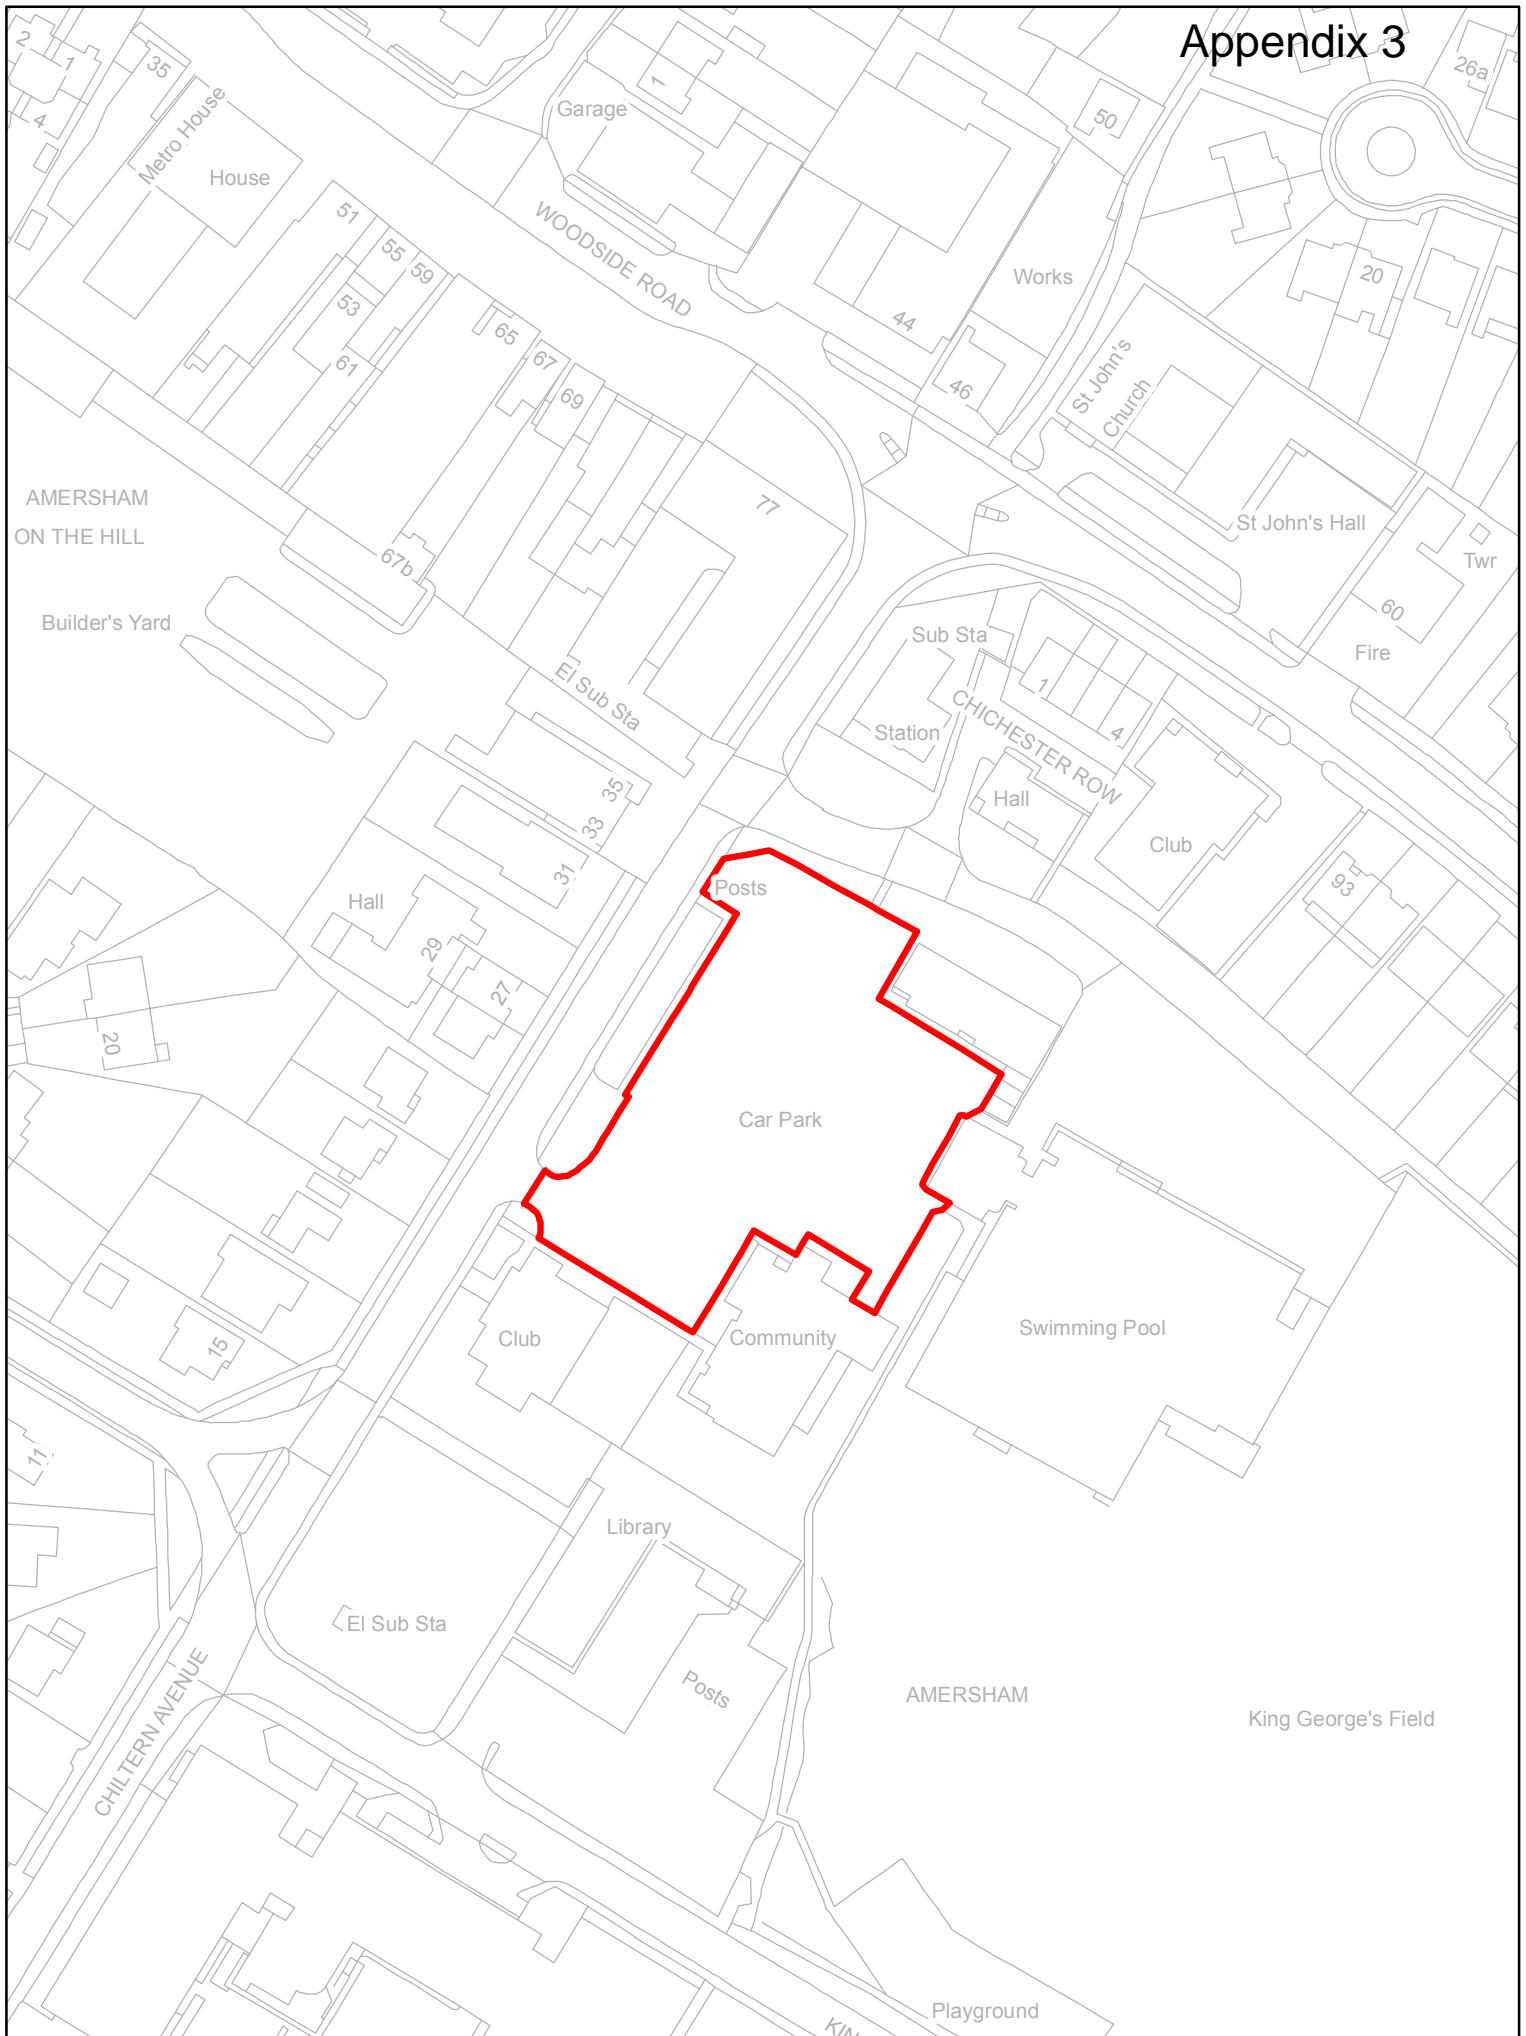 Appendix 3
2
1
4
35
Metro House
House
Garage
1
50
26a
51
55
59
53
61
65
67
69
WOODSIDE ROAD
44
46
Works
20
St John's
Church
St John's Hall
77
Twr
60
Fire
AMERSHAM
ON THE HILL
67b
Builder's Yard
El Sub Sta
Sub Sta
Station
1
4
CHICHESTER ROW
Hall
Club
93
35
33
31
Posts
Hall
29
27
20
Car Park
Club
Community
Swimming Pool
15
11
Library
El Sub Sta
Posts
CHILTERN AVENUE
AMERSHAM
King George's Field
Playground